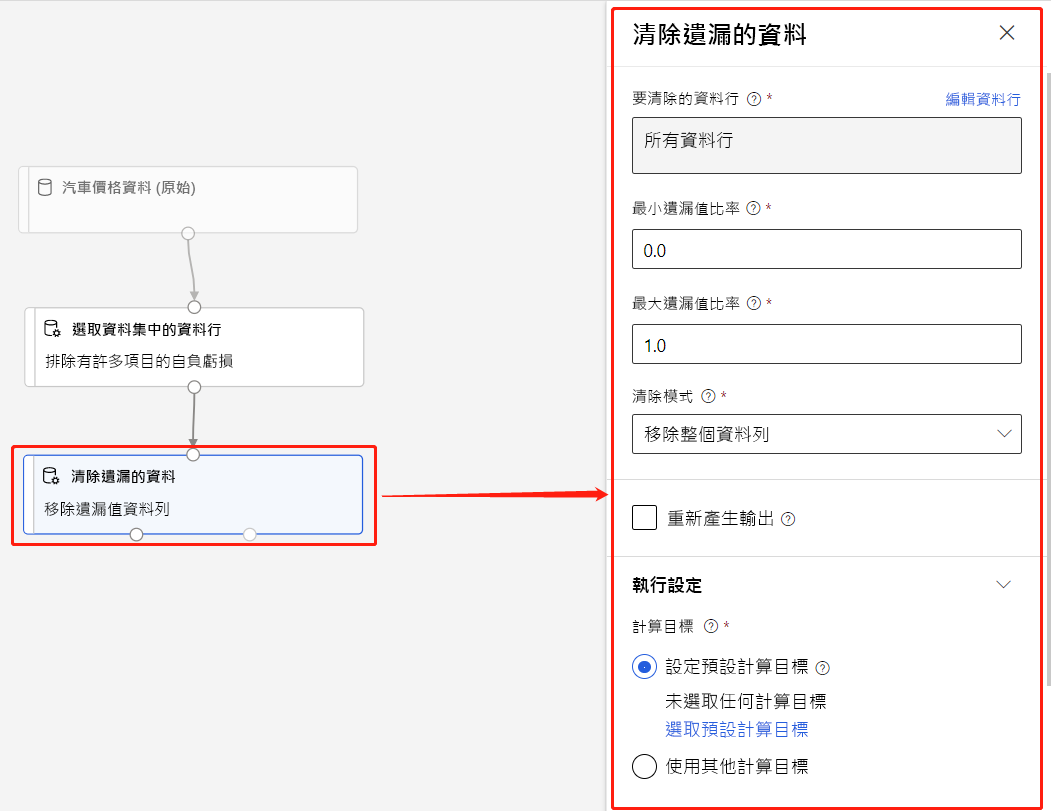 汽車價格資料 (原始)
選取資料集中的資料行
排除有許多項目的自負虧損
清除遺漏的資料
移除遺漏值資料列
清除遺漏的資料
要清除的資料行 *
編輯資料行
所有資料行
最小遺漏值比率 *
0.0
最大遺漏值比率 *
1.0
清除模式 *
移除整個資料列
重新產生輸出
執行設定
計算目標 *
設定預設計算目標
未選取任何計算目標
選取預設計算目標
使用其他計算目標